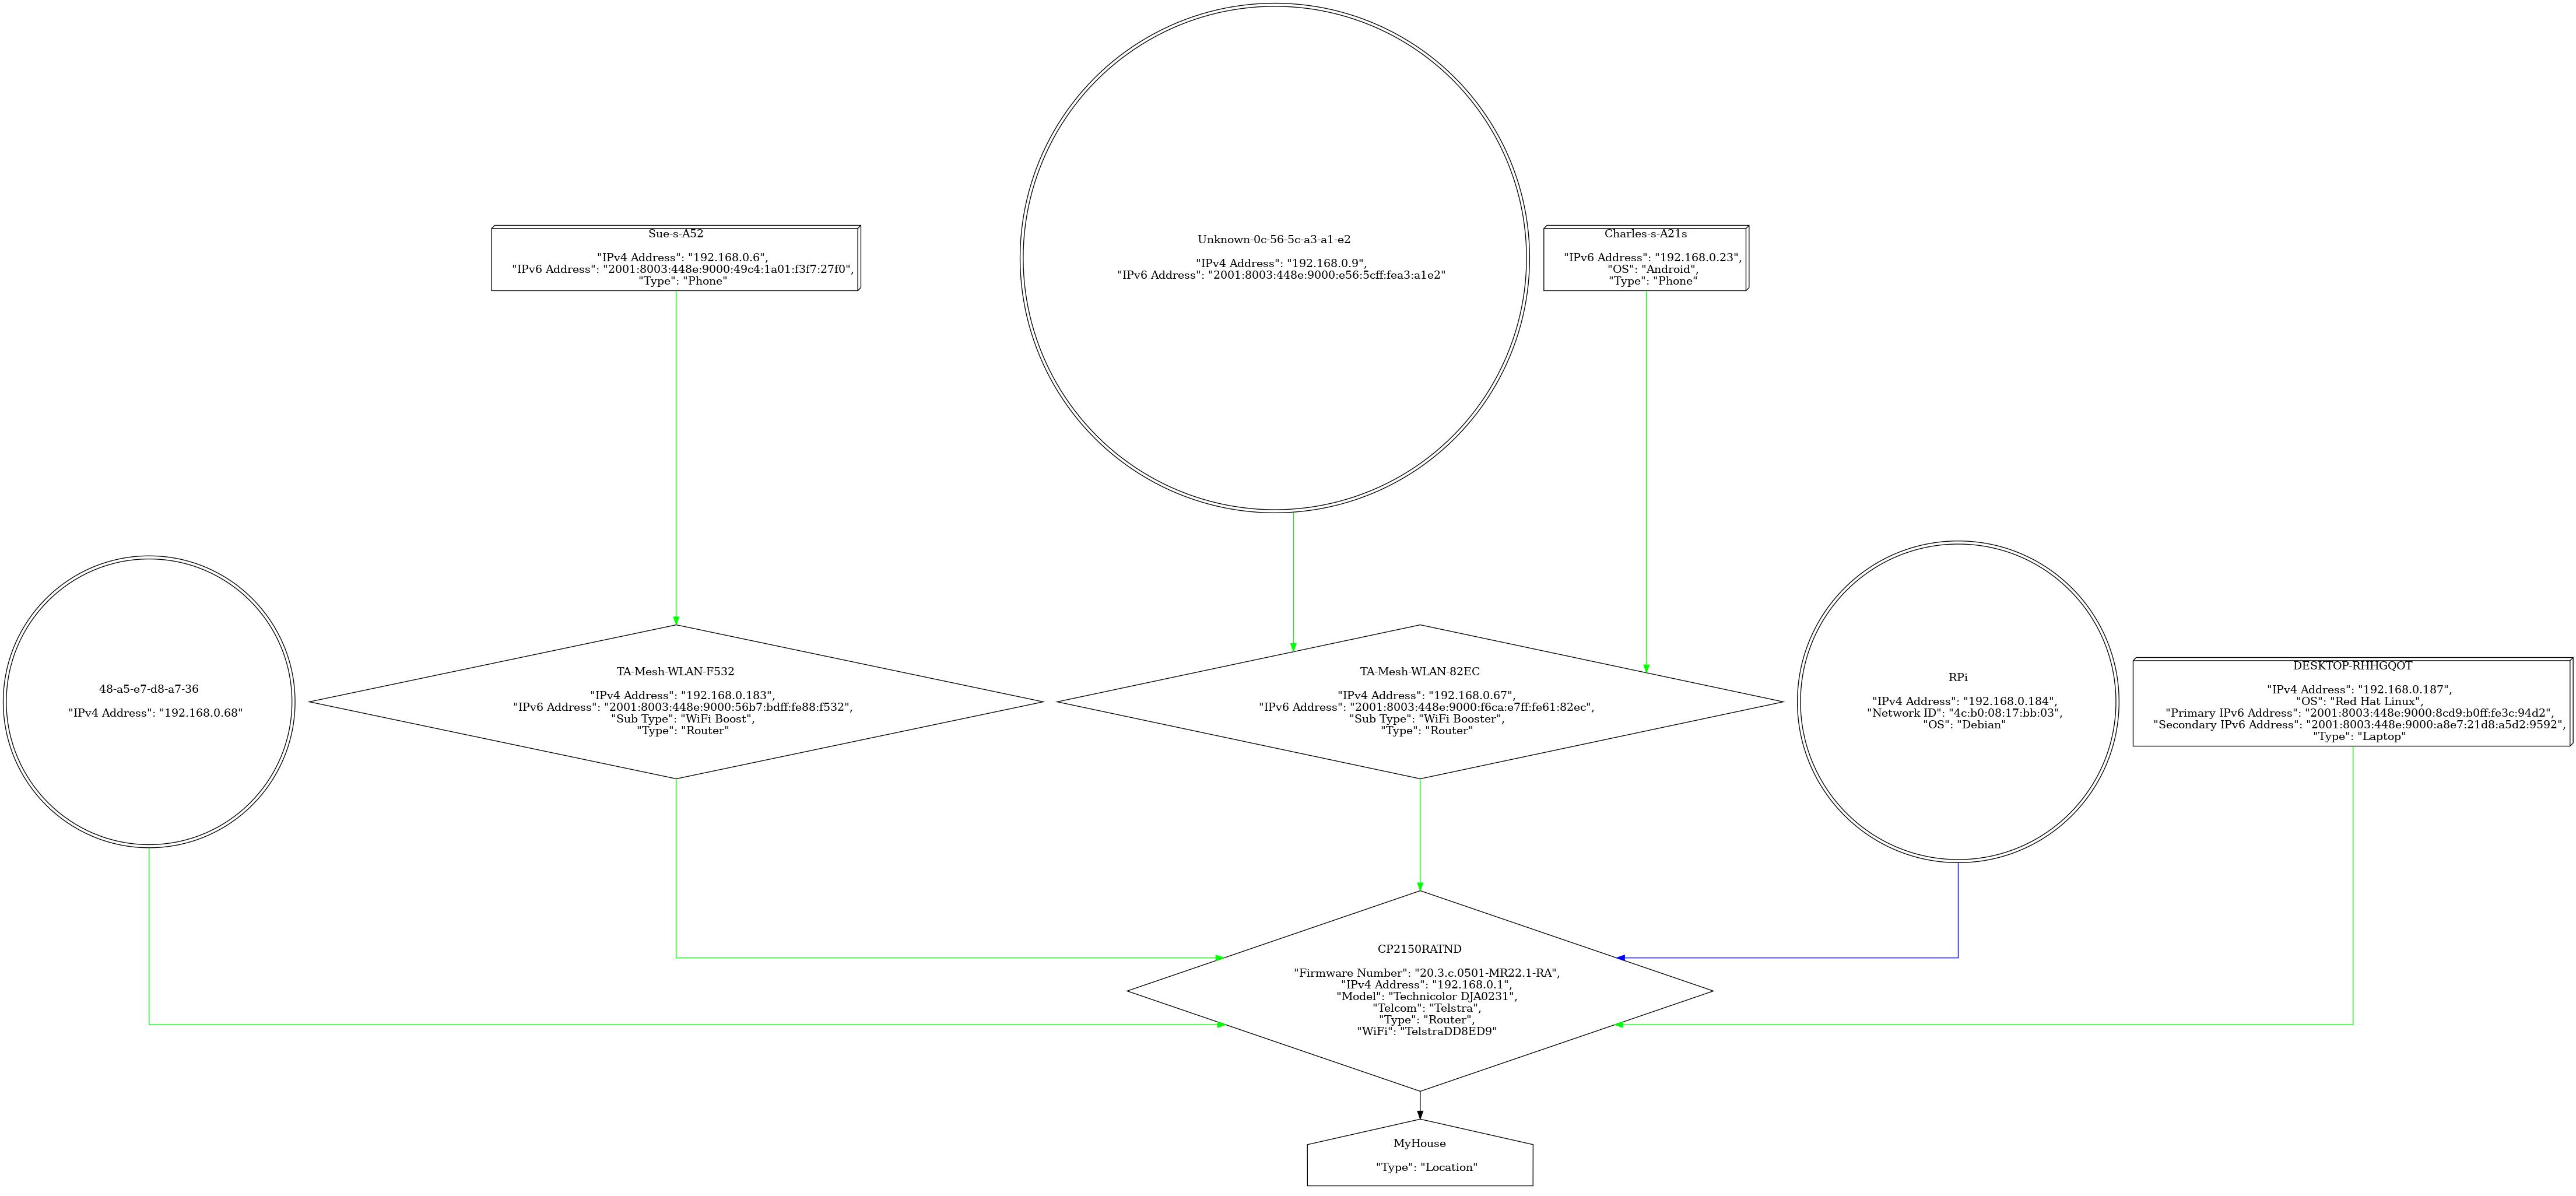 Sue-s-A52
"IPv4 Address": "192.168.0.6",
"IPv6 Address": "2001:8003:448e:9000:49c4:1a01:f3f7:27f0",
"Type": "Phone"
Unknown-0c-56-5c-a3-a1-e2
"IPv4 Address": "192.168.0.9",
"IPv6 Address": "2001:8003:448e:9000:e56:5cff:fea3:a1e2"
Charles-s-A21s
"IPv6 Address": "192.168.0.23",
"OS": "Android",
"Type": "Phone"
48-a5-e7-d8-a7-36
"IPv4 Address": "192.168.0.68"
TA-Mesh-WLAN-F532
"IPv4 Address": "192.168.0.183",
"IPv6 Address": "2001:8003:448e:9000:56b7:bdff:fe88:f532",
"Sub Type": "WiFi Boost",
"Type": "Router"
TA-Mesh-WLAN-82EC
"IPv4 Address": "192.168.0.67",
"IPv6 Address": "2001:8003:448e:9000:f6ca:e7ff:fe61:82ec",
"Sub Type": "WiFi Booster",
"Type": "Router"
RPi
"IPv4 Address": "192.168.0.184",
"Network ID": "4c:b0:08:17:bb:03",
"OS": "Debian"
DESKTOP-RHHGQOT
"IPv4 Address": "192.168.0.187",
"OS": "Red Hat Linux",
"Primary IPv6 Address": "2001:8003:448e:9000:8cd9:b0ff:fe3c:94d2",
"Secondary IPv6 Address": "2001:8003:448e:9000:a8e7:21d8:a5d2:9592",
"Type": "Laptop"
CP2150RATND
"Firmware Number": "20.3.c.0501-MR22.1-RA",
"IPv4 Address": "192.168.0.1",
"Model": "Technicolor DJA0231",
"Telcom": "Telstra",
"Type": "Router",
"WiFi": "TelstraDD8ED9"
MyHouse
"Type": "Location"